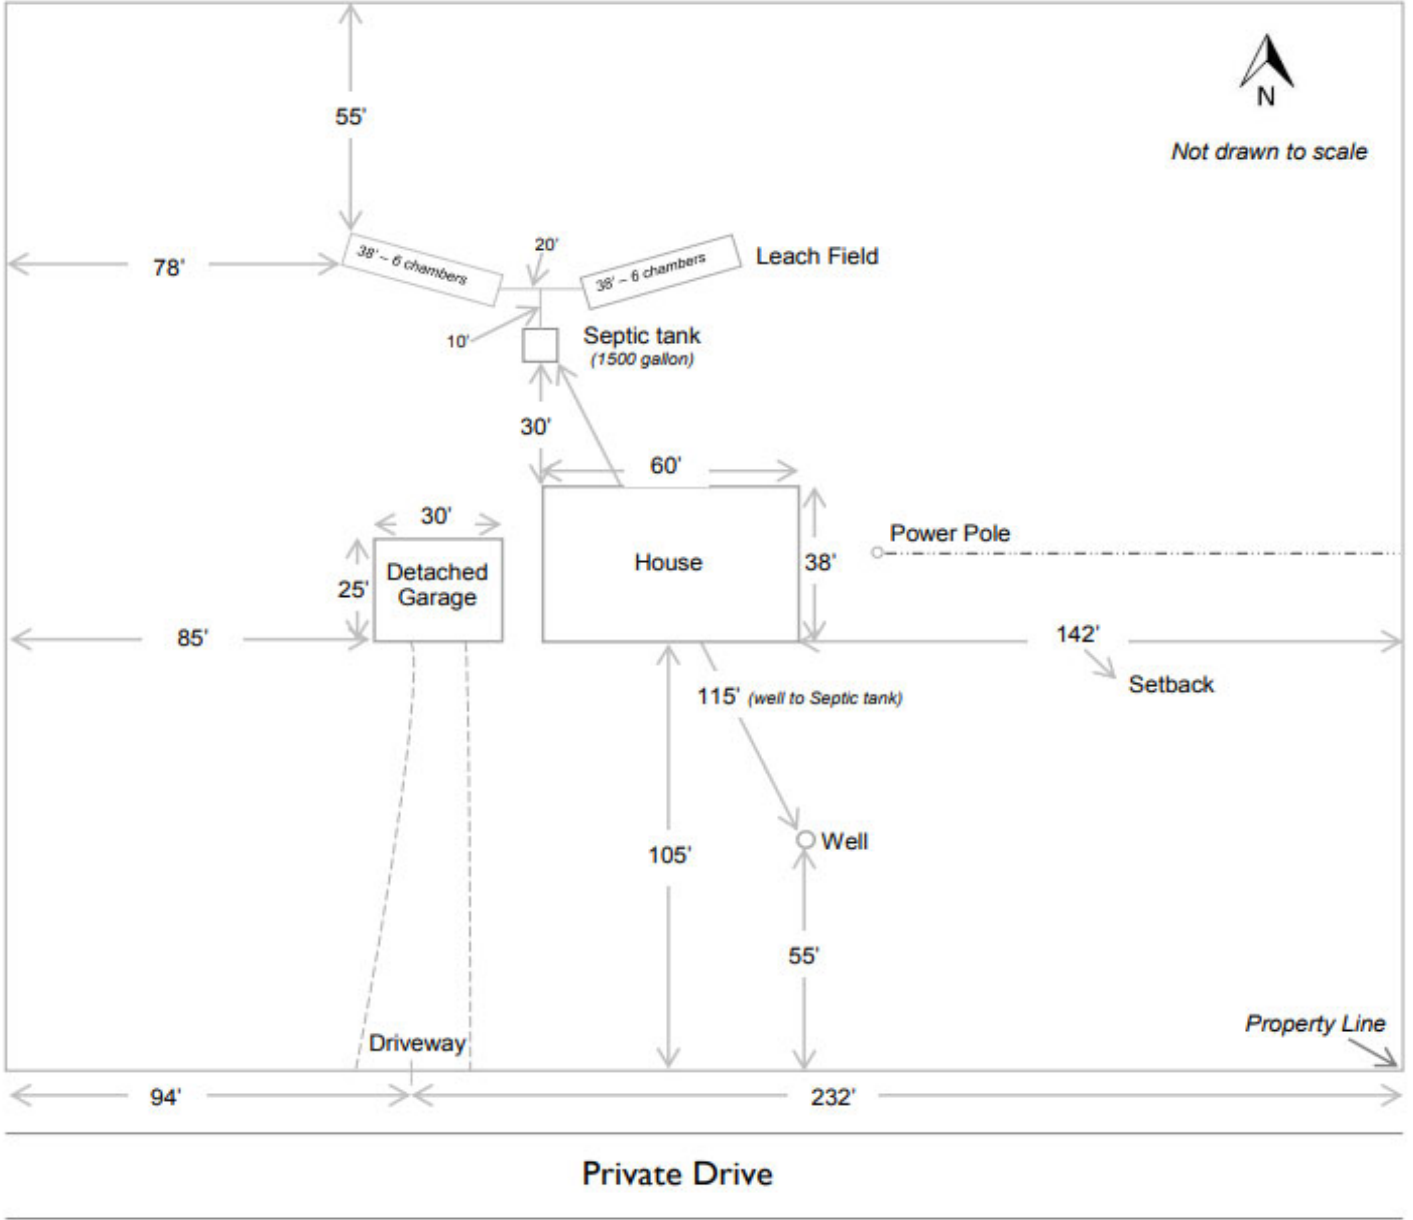 N
55'
Not drawn to scale
20'
38' ~ 6 chambers
38' ~ 6 chambers
Leach Field
78'
10'
Septic tank
(1500 gallon)
30'
60'
30'
Power Pole
House
38'
Detached
Garage
25'
85'
142'
Setback
115' (well to Septic tank)
Well
105'
55'
Property Line
Driveway
94'
232'
Private Drive